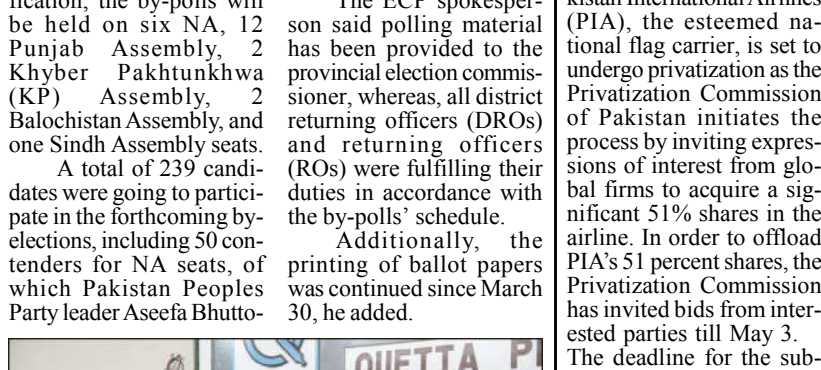 fication, the by-polls will
be held on six NA, 12
Punjab Assembly, 2
Khyber Pakhtunkhwa
(KP) Assembly, 2
Balochistan Assembly, and
one Sindh Assembly seats.
A total of 239 candi-
dates were going to partici-
pate in the forthcoming by-
elections, including 50 con-
tenders for NA seats, of
which Pakistan Peoples
Party leader Aseefa Bhutto-
The ECP spokesper-
son said polling material
has been provided to the
provincial election commis-
sioner, whereas, all district
returning officers (DROs)
and returning officers
(ROs) were fulfilling their
duties in accordance with
the by-polls' schedule.
Additionally, the
printing of ballot papers
was continued since March
30, he added.
QUETTA
kistan International Airlines
(PIA), the esteemed na-
tional flag carrier, is set to
undergo privatization as the
Privatization Commission
of Pakistan initiates the
process by inviting expres-
sions of interest from glo-
bal firms to acquire a sig-
nificant 51% shares in the
airline. In order to offload
PIA's 51 percent shares, the
Privatization Commission
has invited bids from inter-
ested parties till May 3.
The deadline for the sub-